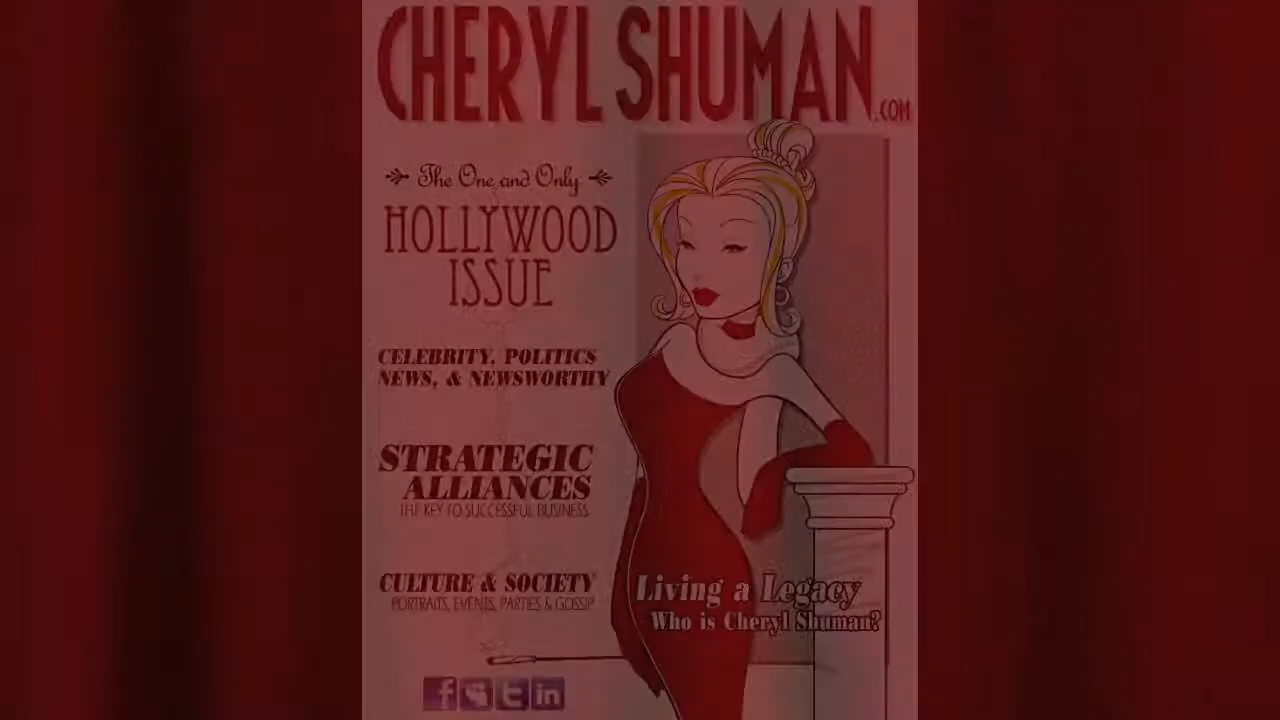 CHERYL SHUMAN.COM
The One and Only
HOLLYWOOD
ISSUE
CELEBRITY, POLITICS
NEWS, & NEWSWORTHY
STRATEGIC
ALLIANCES
THE KEY TO SUCCESSFUL BUSINESS
CULTURE & SOCIETY
PORTRAITS, EVENTS, PARTIES & GOSSIP
Living a Legacy
Who is Cheryl Shuman?
f t in